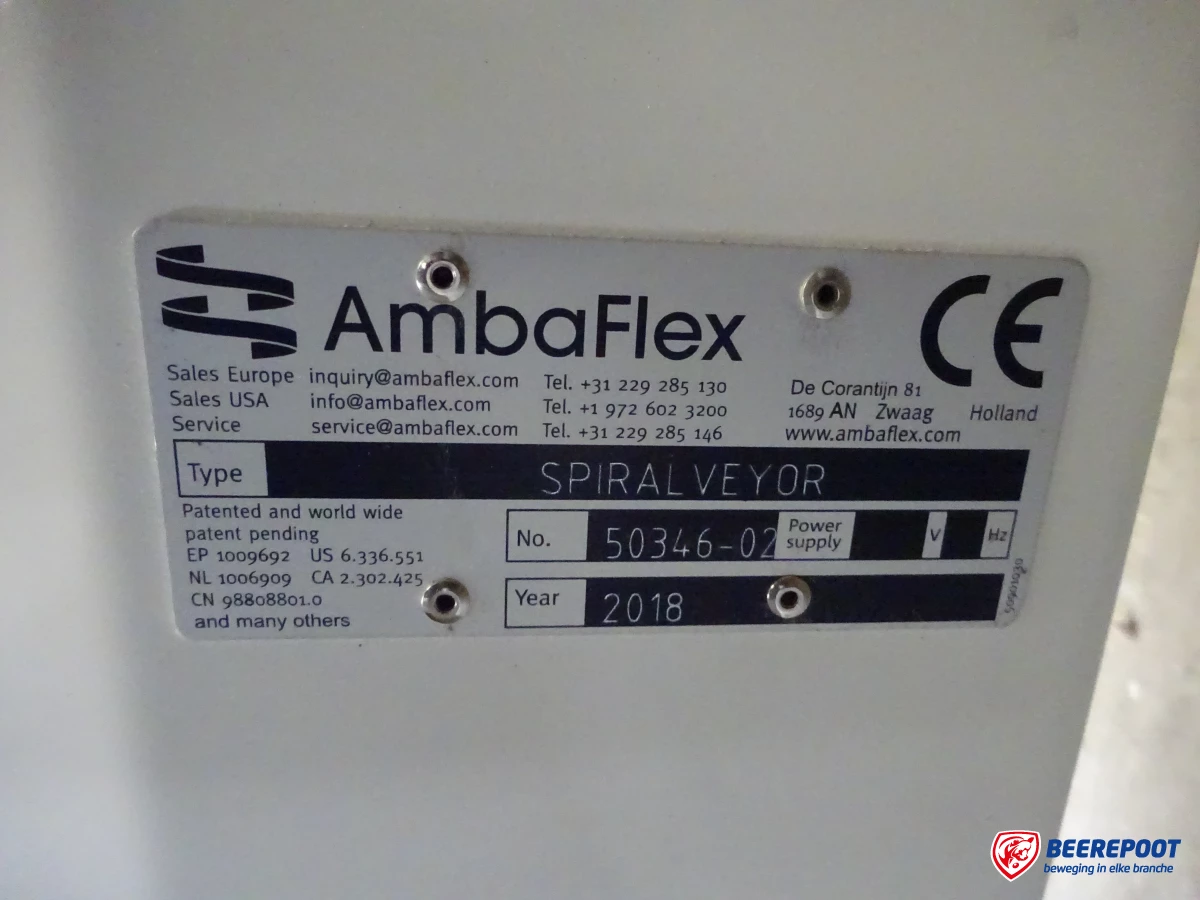 AmbaFlex
CE
Sales Europe inquiry@ambaflex.com Tel. +31 229 285 130 De Corantijn 81
Sales USA info@ambaflex.com Tel. +1 972 602 3200 1689 AN Zwaag Holland
Service service@ambaflex.com Tel. +31 229 285 146 www.ambaflex.com
Type SPIRALVEYOR
Patented and world wide
patent pending
EP 1009692 US 6.336.551
NL 1006909 CA 2.302.425
CN 98808801.0
and many others
No. 50346-02 Power supply V Hz
Year 2018
50901030
BEEREPOOT
beweging in elke branche